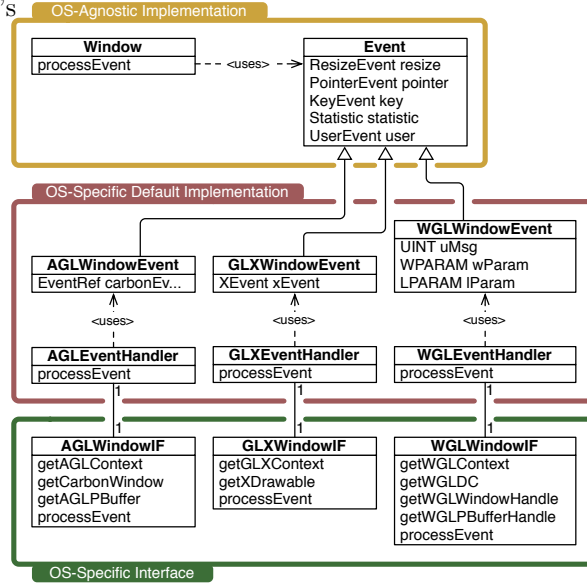 's
OS-Agnostic Implementation
Window
processEvent
<uses>
Event
ResizeEvent resize
PointerEvent pointer
KeyEvent key
Statistic statistic
UserEvent user
OS-Specific Default Implementation
AGLWindowEvent
EventRef carbonEv...
GLXWindowEvent
XEvent xEvent
WGLWindowEvent
UINT uMsg
WPARAM wParam
LPARAM lParam
<uses>
<uses>
<uses>
AGLEventHandler
processEvent
GLXEventHandler
processEvent
WGLEventHandler
processEvent
1
1
1
1
1
1
AGLWindowIF
getAGLContext
getCarbonWindow
getAGLPBuffer
processEvent
GLXWindowIF
getGLXContext
getXDrawable
processEvent
WGLWindowIF
getWGLContext
getWGLDC
getWGLWindowHandle
getWGLPBufferHandle
processEvent
OS-Specific Interface